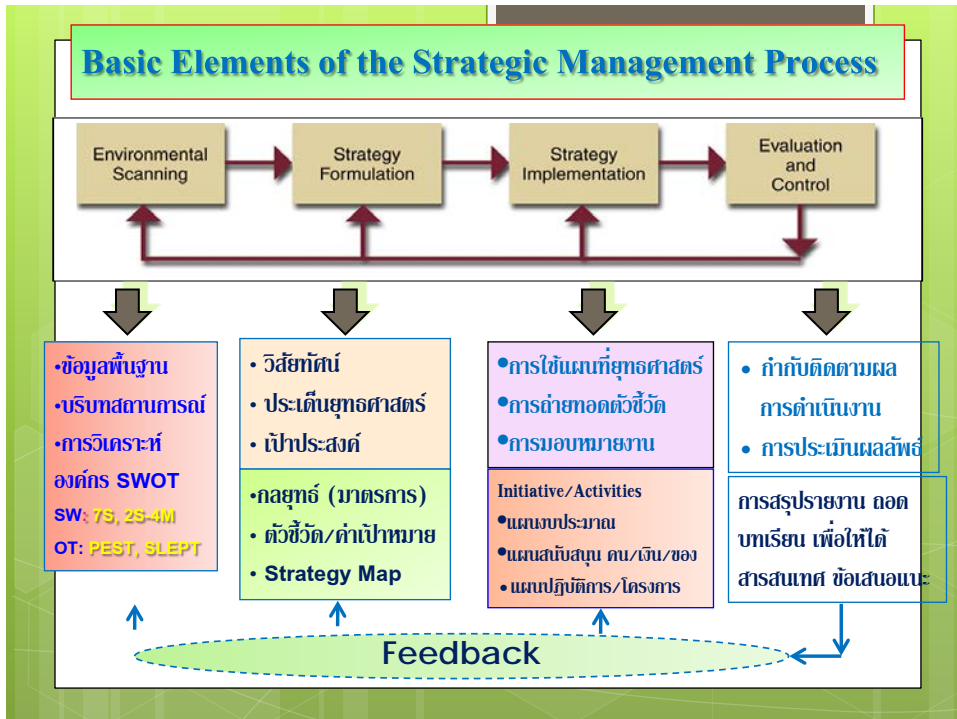 Basic Elements of the Strategic Management Process
Environmental
Scanning
Strategy
Formulation
Strategy
Implementation
Evaluation
and
Control
•ข้อมูลพื้นฐาน
•บริบทสถานการณ์
•การวิเคราะห์
องค์กร SWOT
SW: 7S, 2S-4M
OT: PEST, SLEPT
• วิสัยทัศน์
• ประเด็นยุทธศาสตร์
• เป้าประสงค์
•กลยุทธ์ (มาตรการ)
• ตัวชี้วัด/ค่าเป้าหมาย
• Strategy Map
•การใช้แผนที่ยุทธศาสตร์
•การถ่ายทอดตัวชี้วัด
•การมอบหมายงาน
Initiative/Activities
•แผนงบประมาณ
•แผนสนับสนุน คน/เงิน/ของ
•แผนปฏิบัติการ/โครงการ
• กำกับติดตามผล
การดำเนินงาน
• การประเมินผลลัพธ์
การสรุปรายงาน ถอด
บทเรียน เพื่อให้ได้
สารสนเทศ ข้อเสนอแนะ
Feedback